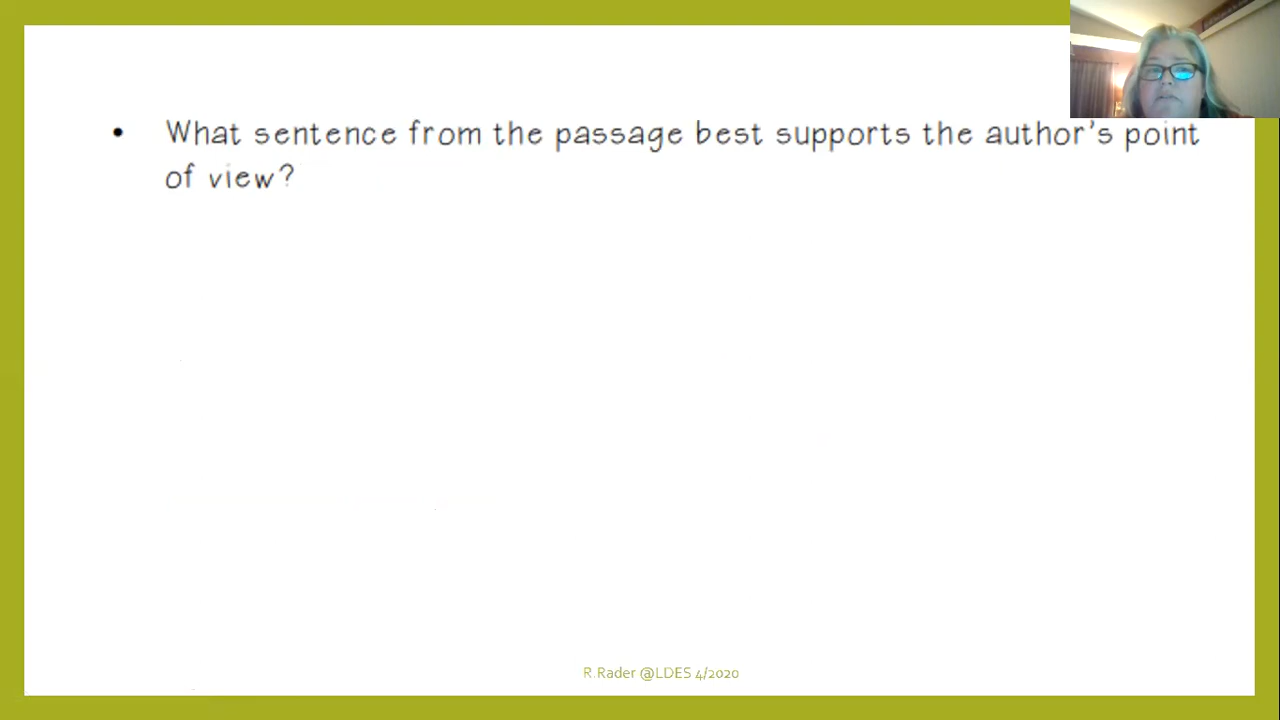 • What sentence from the passage best supports the author's point
of view?
R.Rader @LDES 4/2020